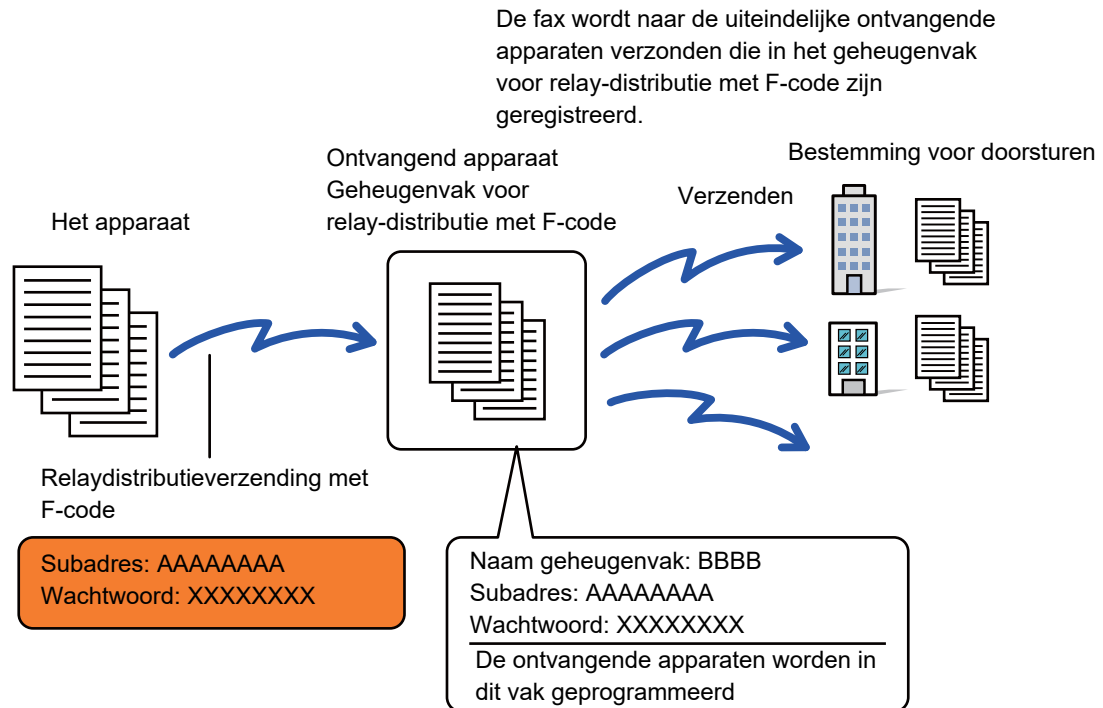 De fax wordt naar de uiteindelijke ontvangende
apparaten verzonden die in het geheugenvak
voor relay-distributie met F-code zijn
geregistreerd.
Bestemming voor doorsturen
Ontvangend apparaat
Geheugenvak voor
relay-distributie met F-code
Verzenden
Het apparaat
Relaydistributieverzending met
F-code
Subadres: AAAAAAAA
Wachtwoord: XXXXXXXX
Naam geheugenvak: BBBB
Subadres: AAAAAAAA
Wachtwoord: XXXXXXXX
De ontvangende apparaten worden in
dit vak geprogrammeerd